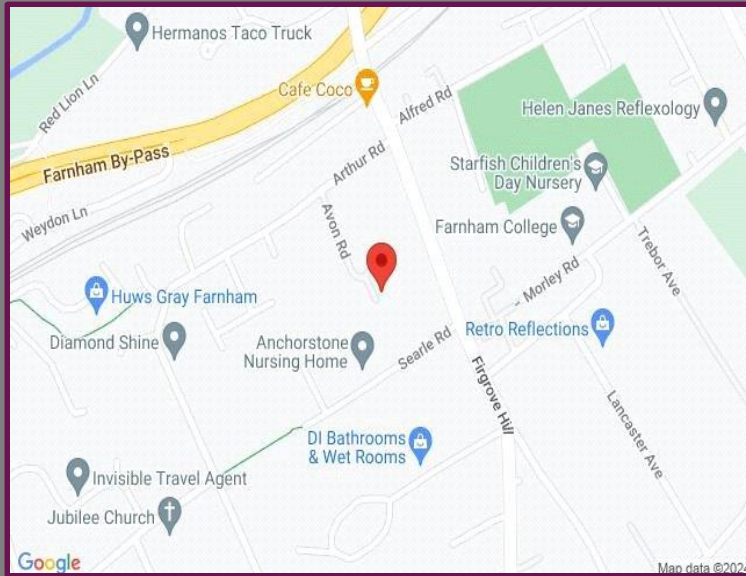 Hermanos Taco Truck
Red Lion Ln
Cafe Coco
Alfred Rd
Helen Janes Reflexology
Farnham By-Pass
Arthur Rd
Starfish Children's
Day Nursery
Weydon Ln
Avon Rd
Farnham College
Trebor Ave
Huws Gray Farnham
Morley Rd
Diamond Shine
Anchorstone
Nursing Home
Searle Rd
Retro Reflections
Firgrove Hill
Lancaster Ave
DI Bathrooms
& Wet Rooms
Invisible Travel Agent
Jubilee Church
Google
Map data ©2024